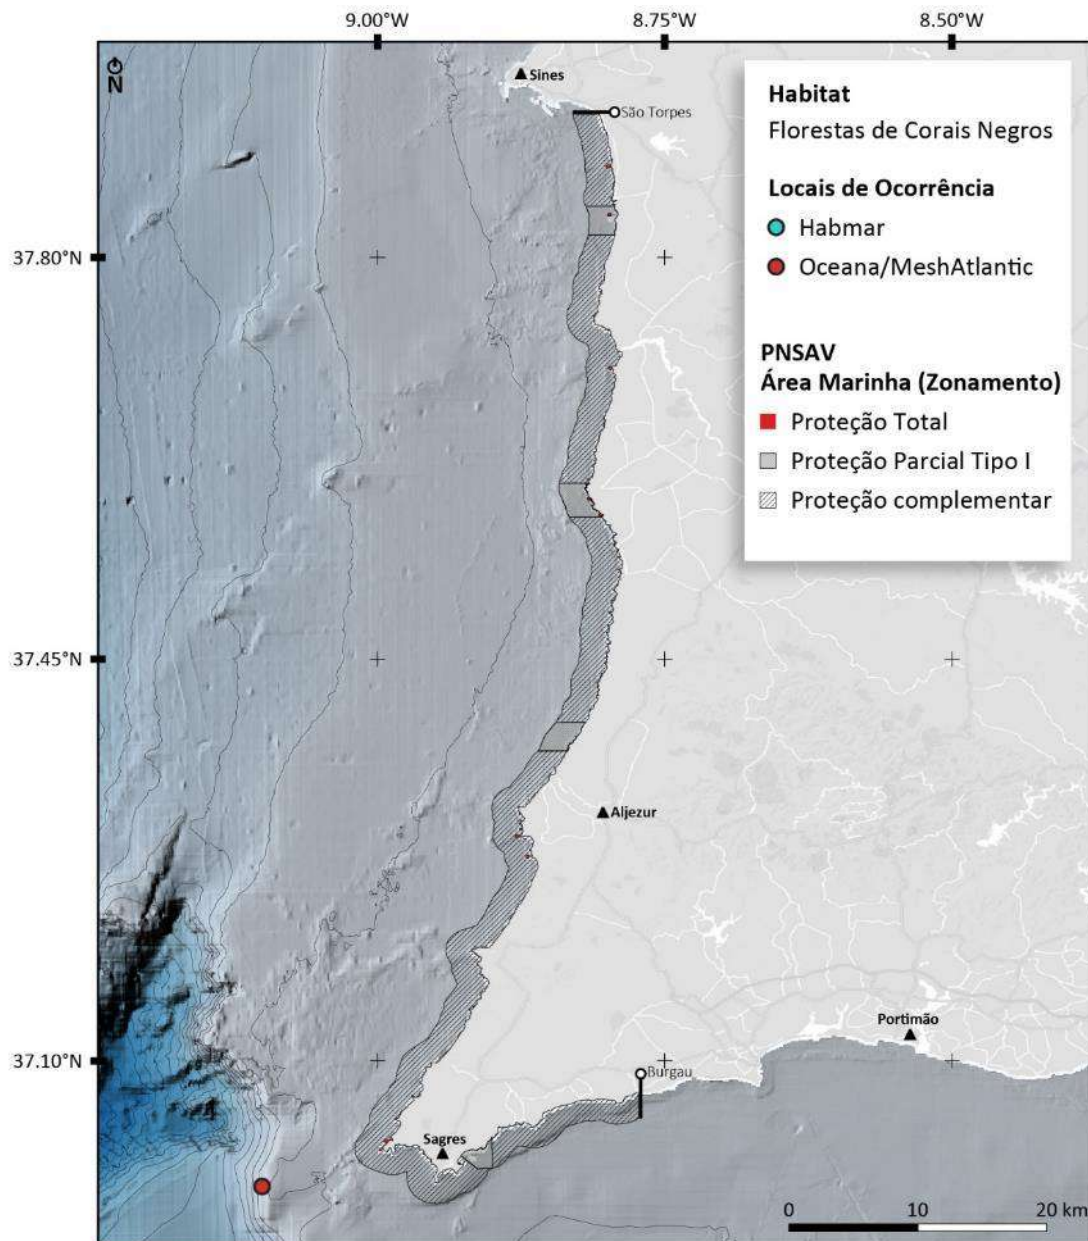 9.00°W
8.75°W
8.50°W
N
Sines
São Torpes
Habitat
Florestas de Corais Negros
Locais de Ocorrência
Habmar
Oceana/MeshAtlantic
PNSAV
Área Marinha (Zonamento)
Proteção Total
Proteção Parcial Tipo I
Proteção complementar
37.80°N
37.45°N
Aljezur
37.10°N
Portimão
Burgau
Sagres
0 10 20 km